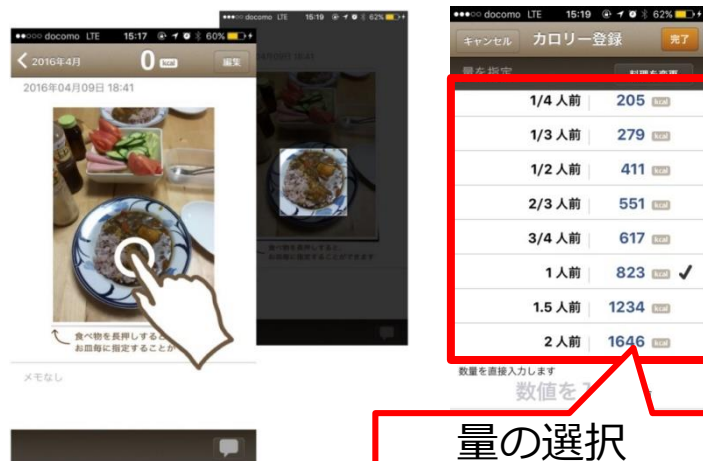 docomo LTE 15:17 60%
2016年4月 0 kcal 編集
2016年04月09日 18:41
食べ物を長押しすると
お皿毎に指定することが
メモなし
docomo LTE 15:19 62%
食べ物を長押しすると、
お皿毎に指定することができます
docomo LTE 15:19 62%
キャンセル カロリー登録 完了
量を指定 料理を変更
1/4 人前 205 kcal
1/3 人前 279 kcal
1/2 人前 411 kcal
2/3 人前 551 kcal
3/4 人前 617 kcal
1 人前 823 kcal ✓
1.5 人前 1234 kcal
2 人前 1646 kcal
数量を直接入力します
数値を入
量の選択